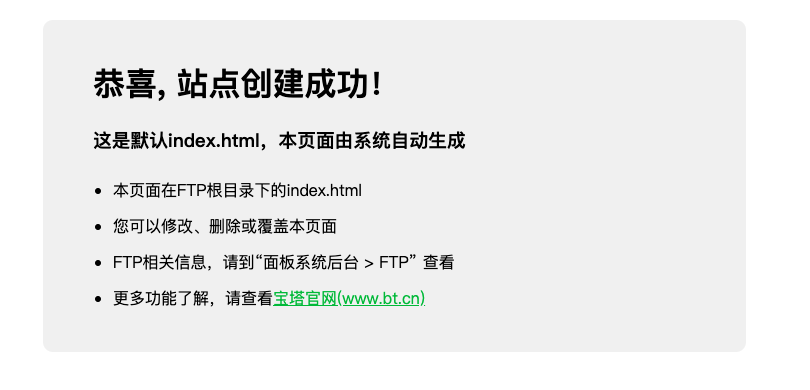 恭喜, 站点创建成功！
这是默认index.html，本页面由系统自动生成
本页面在FTP根目录下的index.html
您可以修改、删除或覆盖本页面
FTP相关信息，请到“面板系统后台 > FTP” 查看
更多功能了解，请查看宝塔官网(www.bt.cn)